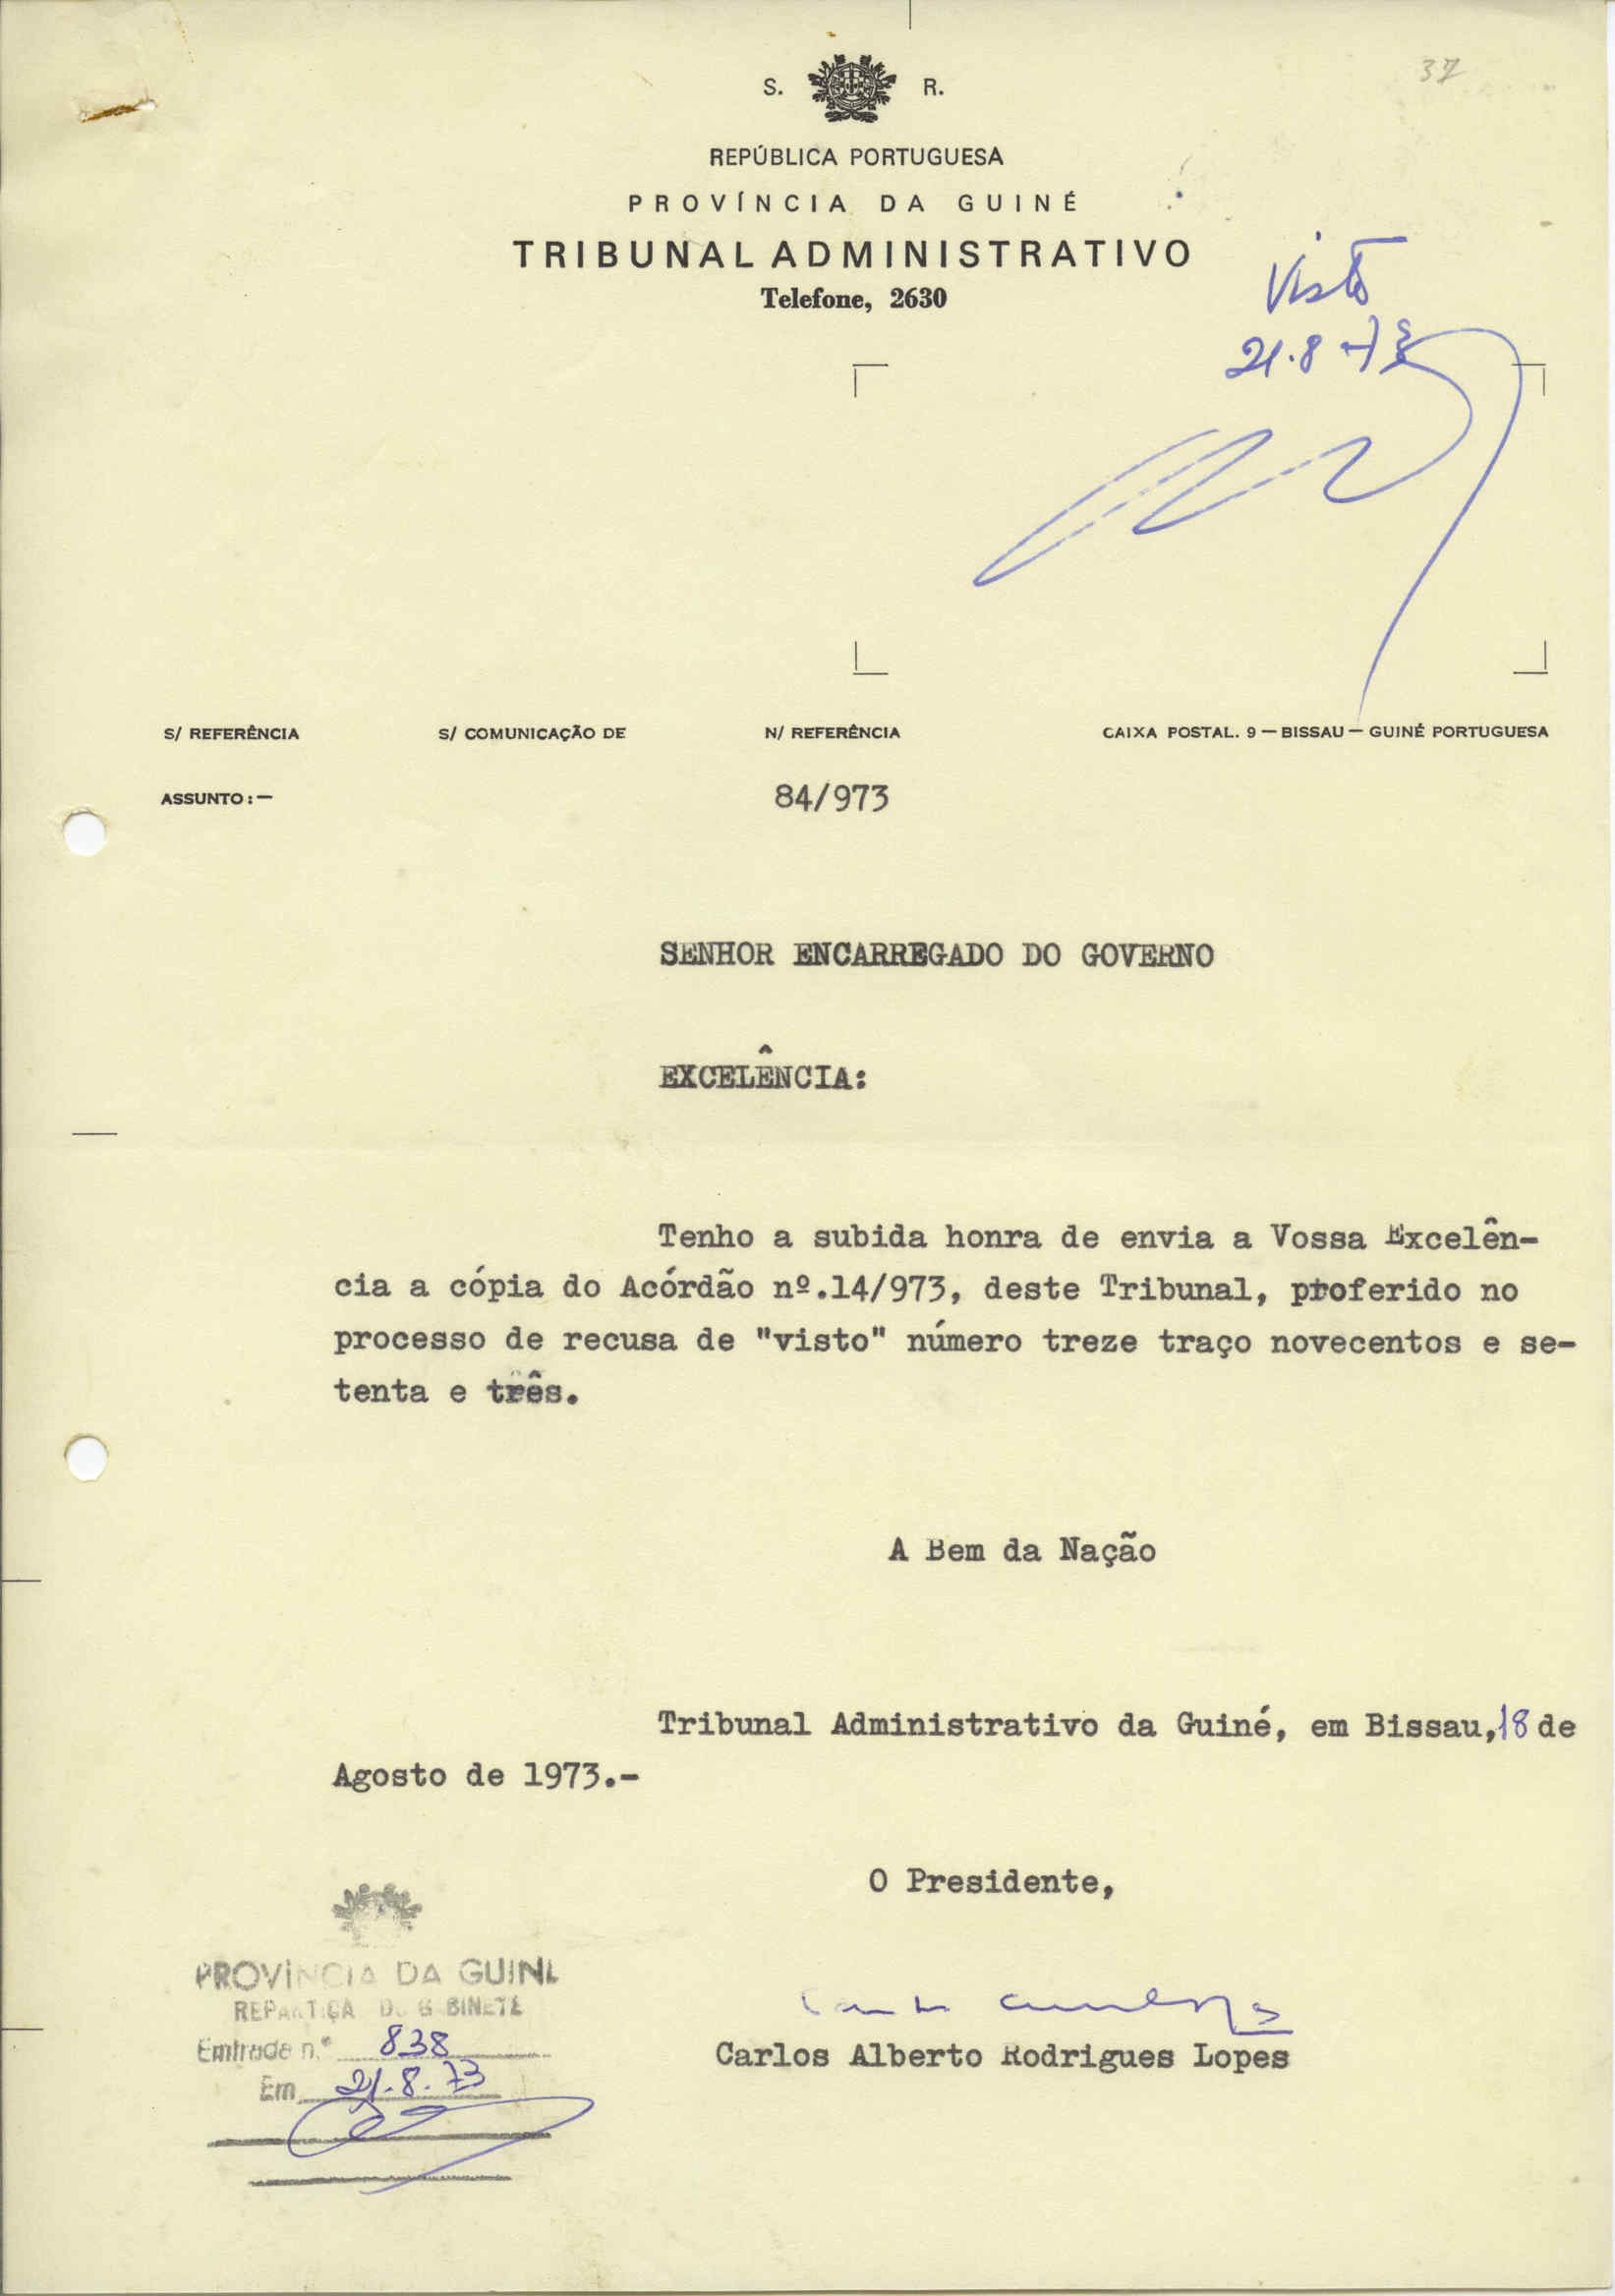 37
S. R.
REPÚBLICA PORTUGUESA
PROVÍNCIA DA GUINÉ
TRIBUNAL ADMINISTRATIVO
Telefone, 2630
Visto
21.8.73
S/ REFERÊNCIA S/ COMUNICAÇÃO DE N/ REFERÊNCIA CAIXA POSTAL. 9 — BISSAU — GUINÉ PORTUGUESA
ASSUNTO: — 84/973
SENHOR ENCARREGADO DO GOVERNO
EXCELÊNCIA:
Tenho a subida honra de envia a Vossa Excelên-
cia a cópia do Acórdão nº.14/973, deste Tribunal, proferido no
processo de recusa de "visto" número treze traço novecentos e se-
tenta e três.
A Bem da Nação
Tribunal Administrativo da Guiné, em Bissau, 18 de
Agosto de 1973.-
O Presidente,
Carlos Alberto Rodrigues Lopes
PROVÍNCIA DA GUINÉ
REPARTIÇÃO DO GABINETE
Entrada n.º 838
Em 21.8.73